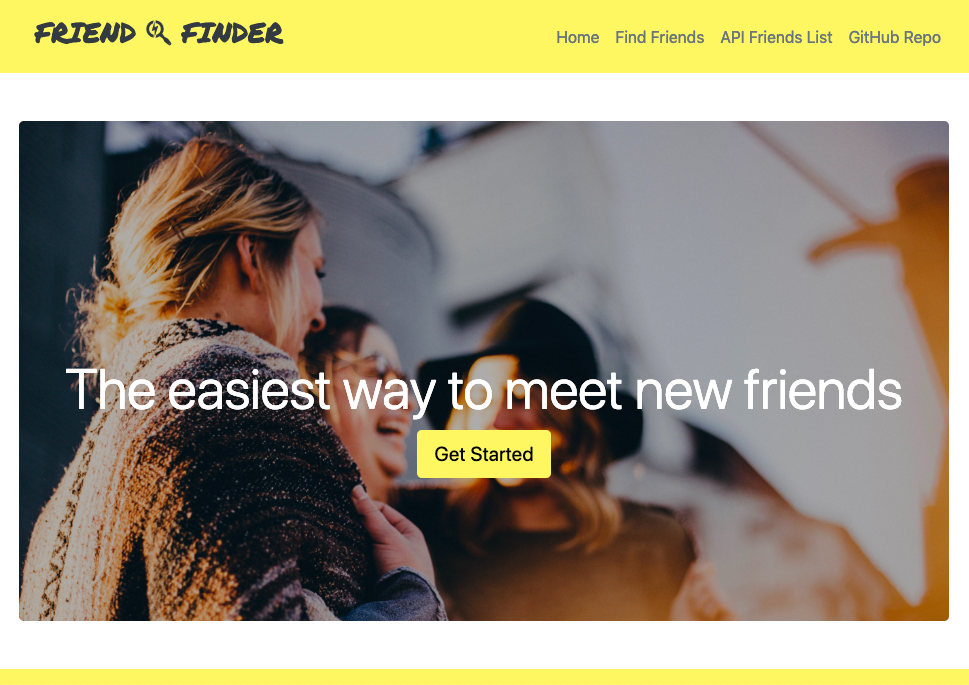 FRIEND FINDER
Home Find Friends API Friends List GitHub Repo
The easiest way to meet new friends
Get Started